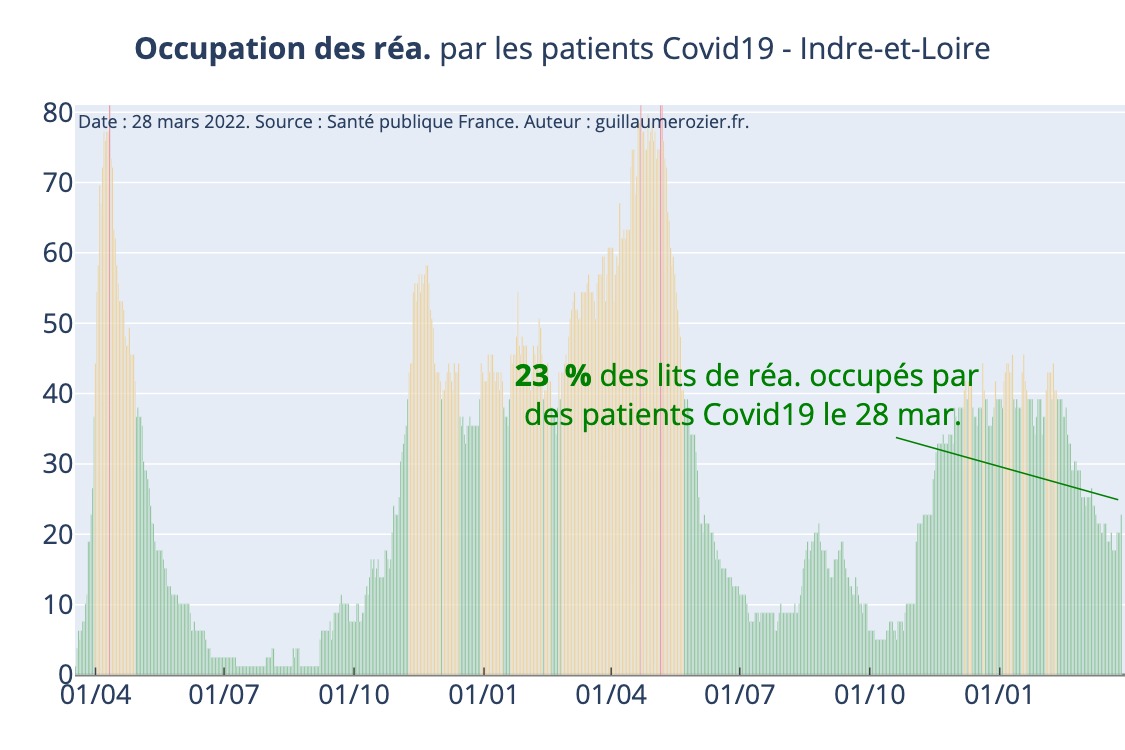 Occupation des réa. par les patients Covid19 - Indre-et-Loire
80
Date : 28 mars 2022. Source : Santé publique France. Auteur : guillaumerozier.fr.
70
60
50
23 % des lits de réa. occupés par
40
des patients Covid19 le 28 mar.
30
20
10
0
01/04 01/07 01/10 01/01 01/04 01/07 01/10 01/01